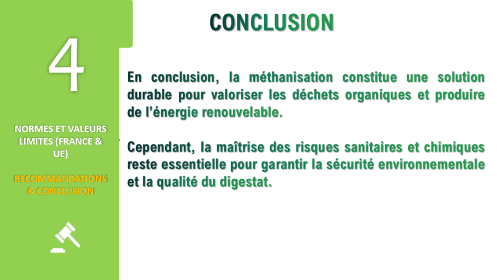 CONCLUSION
4
NORMES ET VALEURS
LIMITES (FRANCE &
UE)
RECOMMANDATIONS
& CONCLUSION
En conclusion, la méthanisation constitue une solution
durable pour valoriser les déchets organiques et produire
de l’énergie renouvelable.
Cependant, la maîtrise des risques sanitaires et chimiques
reste essentielle pour garantir la sécurité environnementale
et la qualité du digestat.